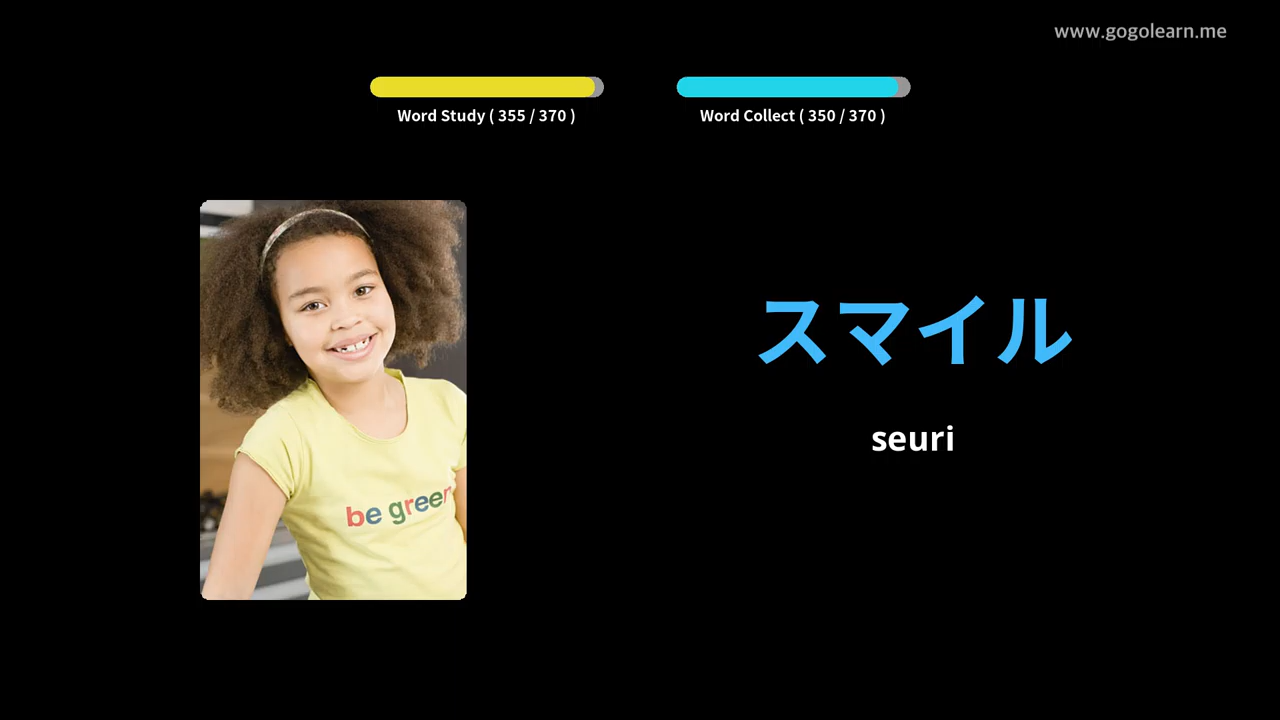 www.gogolearn.me
Word Study ( 355 / 370 )
Word Collect ( 350 / 370 )
スマイル
seuri
be green